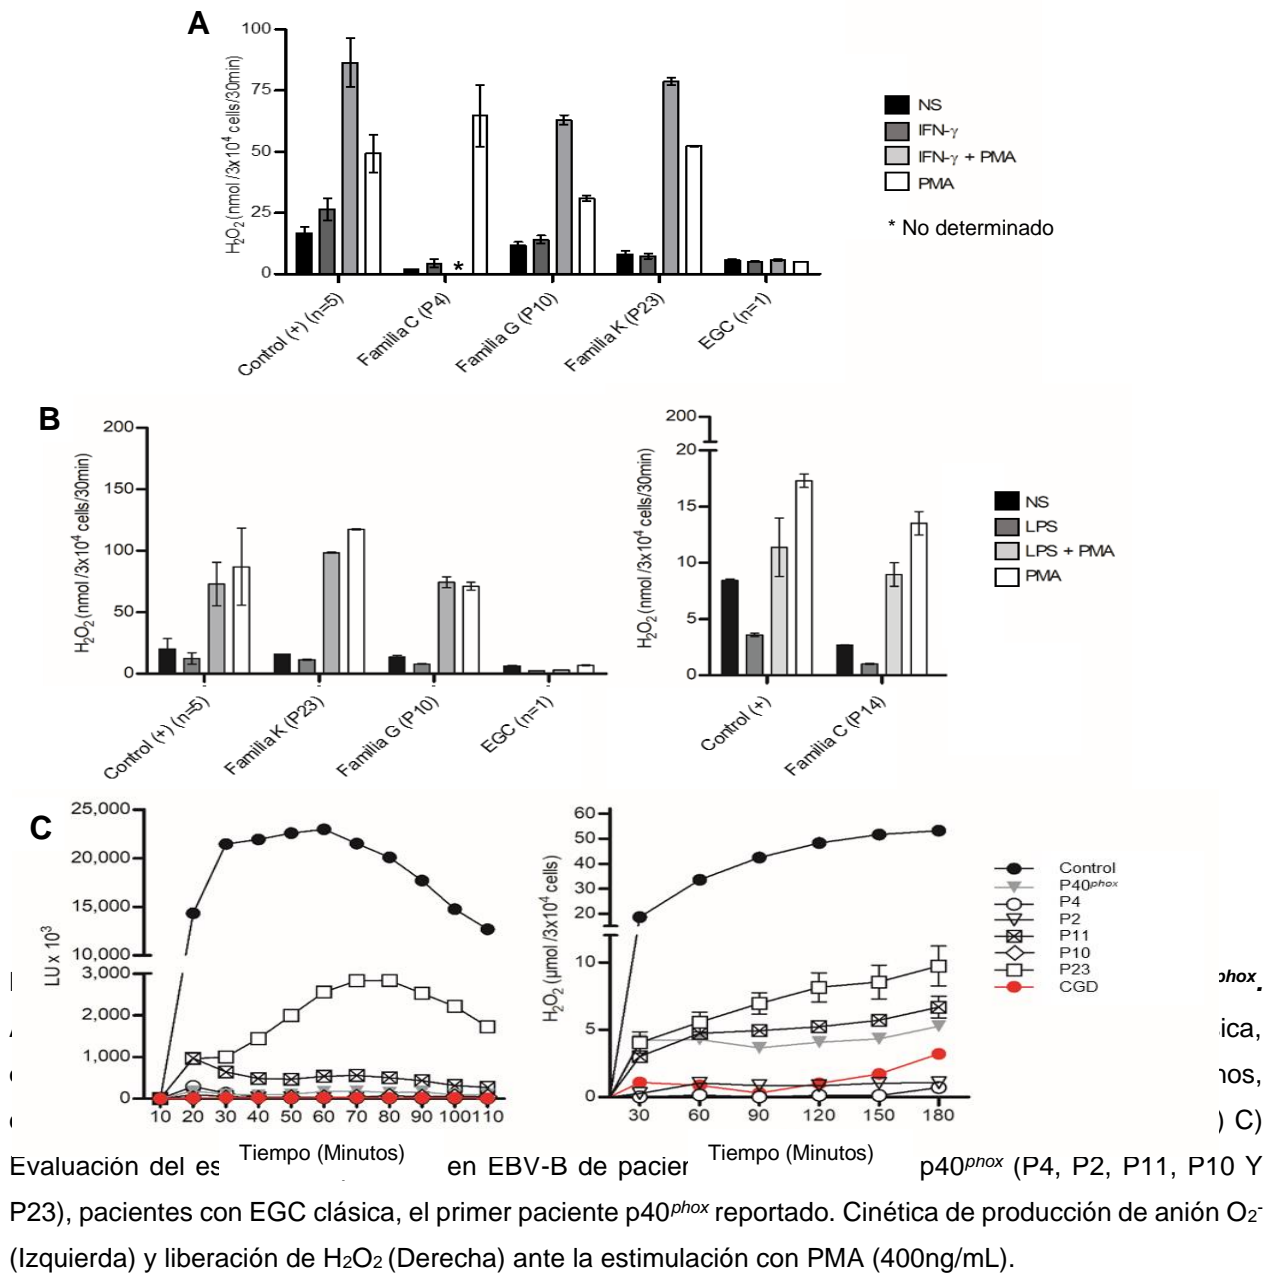 A
100
75
50
25
0
H2O2 (nmol /3x10⁴ cells/30min)
Control (+) (n=5)
Familia C (P4)
Familia G (P10)
Familia K (P23)
EGC (n=1)
NS
IFN-γ
IFN-γ + PMA
PMA
*
* No determinado
B
200
150
100
50
0
H2O2 (nmol /3x10⁴ cells/30min)
Control (+) (n=5)
Familia K (P23)
Familia G (P10)
EGC (n=1)
200
20
15
10
5
0
H2O2 (nmol /3x10⁴ cells/30min)
Control (+)
Familia C (P14)
NS
LPS
LPS + PMA
PMA
C
25,000
20,000
15,000
10,000
3,000
2,000
1,000
0
LU x 10³
10 20 30 40 50 60 70 80 90 100 110
Tiempo (Minutos)
60
50
40
30
20
10
5
0
H2O2 (μmol /3x10⁴ cells)
30 60 90 120 150 180
Tiempo (Minutos)
Control
P40phox
P4
P2
P11
P10
P23
CGD
phox.
) C)
Evaluación del es en EBV-B de pacier p40phox (P4, P2, P11, P10 Y
P23), pacientes con EGC clásica, el primer paciente p40phox reportado. Cinética de producción de anión O2-
(Izquierda) y liberación de H2O2 (Derecha) ante la estimulación con PMA (400ng/mL).